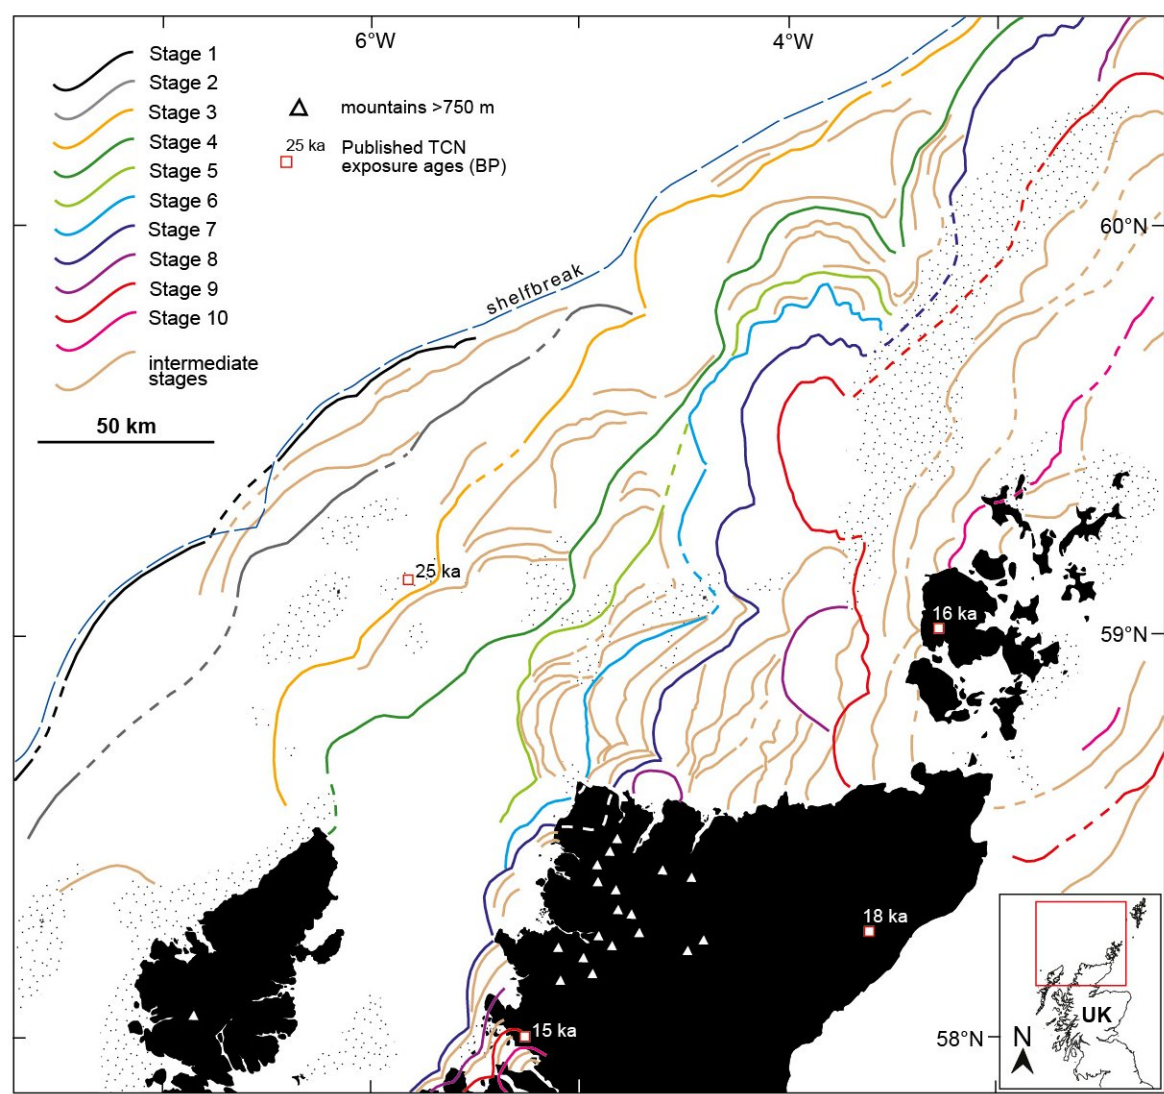 6°W
4°W
Stage 1
Stage 2
Stage 3
Stage 4
Stage 5
Stage 6
Stage 7
Stage 8
Stage 9
Stage 10
intermediate
stages
50 km
mountains >750 m
25 ka
Published TCN
exposure ages (BP)
shelfbreak
60°N
25 ka
16 ka
59°N
18 ka
15 ka
58°N
N
UK